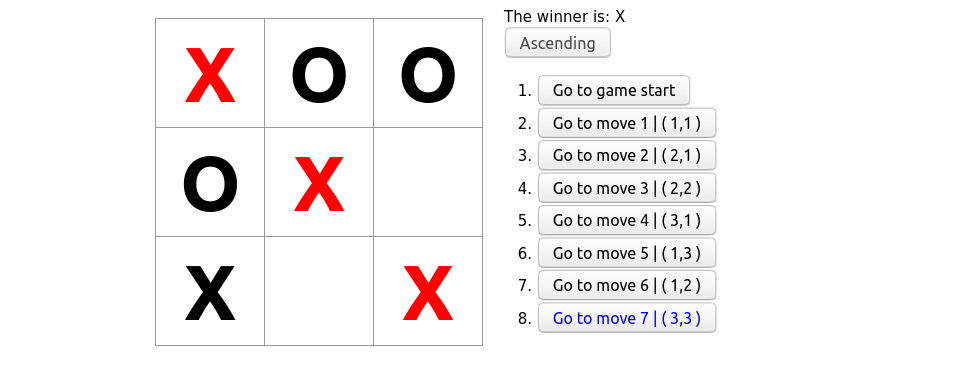 X O O
O X
X X
The winner is: X
Ascending
1. Go to game start
2. Go to move 1 | ( 1,1 )
3. Go to move 2 | ( 2,1 )
4. Go to move 3 | ( 2,2 )
5. Go to move 4 | ( 3,1 )
6. Go to move 5 | ( 1,3 )
7. Go to move 6 | ( 1,2 )
8. Go to move 7 | ( 3,3 )